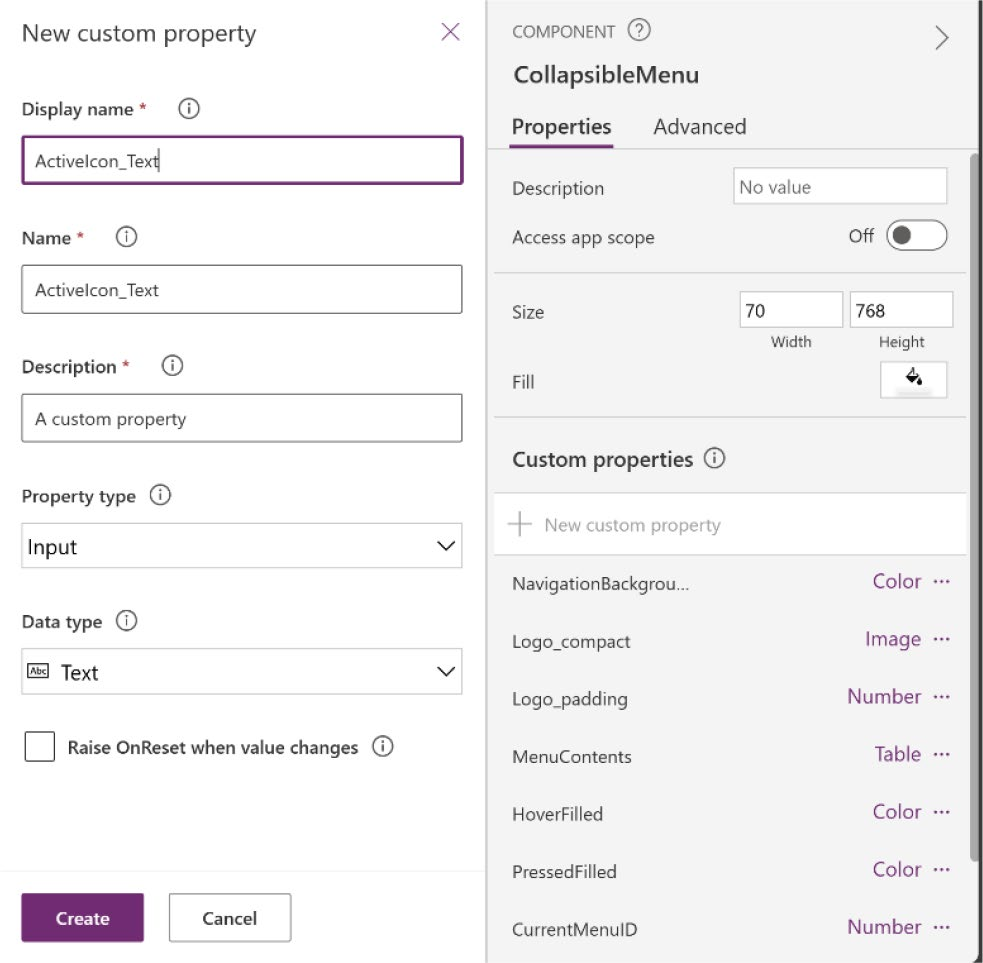 New custom property
Display name *
ActiveIcon_Text
Name *
ActiveIcon_Text
Description *
A custom property
Property type
Input
Data type
Abc Text
Raise OnReset when value changes
Create Cancel
COMPONENT ?
CollapsibleMenu
Properties Advanced
Description No value
Access app scope Off
Size 70 768
Width Height
Fill
Custom properties
New custom property
NavigationBackgrou... Color
Logo_compact Image
Logo_padding Number
MenuContents Table
HoverFilled Color
PressedFilled Color
CurrentMenuID Number